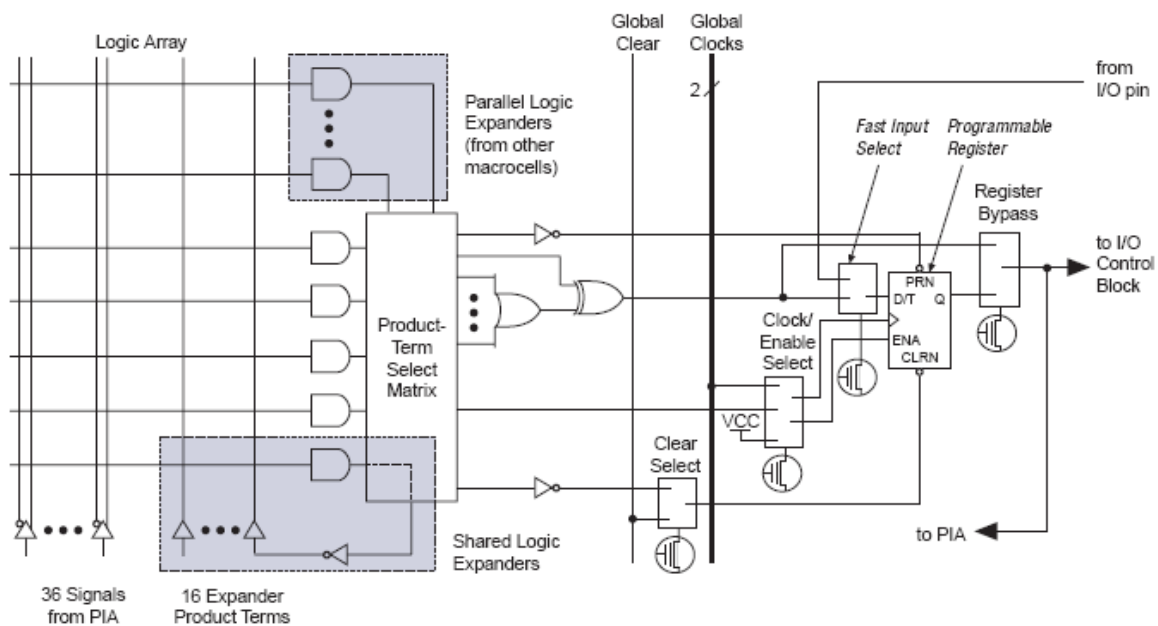 Logic Array
Global
Clear
Global
Clocks
2
from
I/O pin
Parallel Logic
Expanders
(from other
macrocells)
Fast Input
Select
Programmable
Register
Register
Bypass
to I/O
Control
Block
PRN
D/T
Q
ENA
CLRN
Clock/
Enable
Select
Product-
Term
Select
Matrix
VCC
Clear
Select
Shared Logic
Expanders
to PIA
36 Signals
from PIA
16 Expander
Product Terms